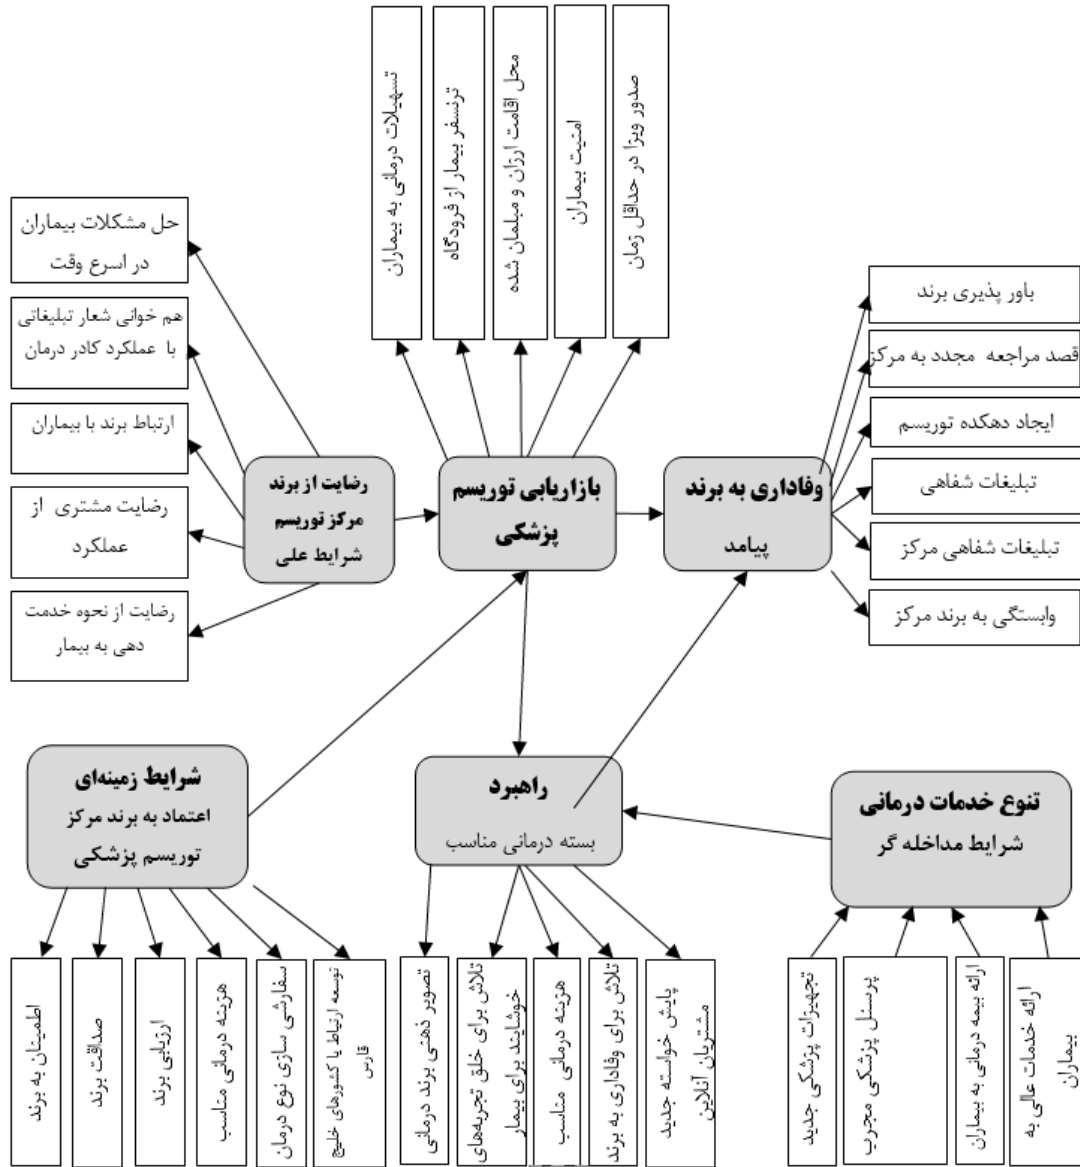 تسهیلات درمانی به بیماران
ترنسفر بیمار از فرودگاه
محل اقامت ارزان و مبلمان شده
امنیت بیماران
صدور ویزا در حداقل زمان
حل مشکلات بیماران
در اسرع وقت
هم خوانی شعار تبلیغاتی
با عملکرد کادر درمان
ارتباط برند با بیماران
رضایت مشتری از
عملکرد
رضایت از نحوه خدمت
دهی به بیمار
رضایت از برند
مرکز توریسم
شرایط علی
بازاریابی توریسم
پزشکی
وفاداری به برند
پیامد
باور پذیری برند
قصد مراجعه مجدد به مرکز
ایجاد دهکده توریسم
تبلیغات شفاهی
تبلیغات شفاهی مرکز
وابستگی به برند مرکز
شرایط زمینه‌ای
اعتماد به برند مرکز
توریسم پزشکی
راهبرد
بسته درمانی مناسب
تنوع خدمات درمانی
شرایط مداخله گر
اطمینان به برند
صداقت برند
ارزیابی برند
هزینه درمانی مناسب
سفارشی سازی نوع درمان
توسعه ارتباط با کشورهای خلیج
فارس
تصویر ذهنی برند درمانی
تلاش برای خلق تجربه‌های
خوشایند برای بیمار
هزینه درمانی مناسب
تلاش برای وفاداری به برند
پایش خواسته جدید
مشتریان آنلاین
تجهیزات پزشکی جدید
پرسنل پزشکی مجرب
ارائه بیمه درمانی به بیماران
ارائه خدمات عالی به
بیماران